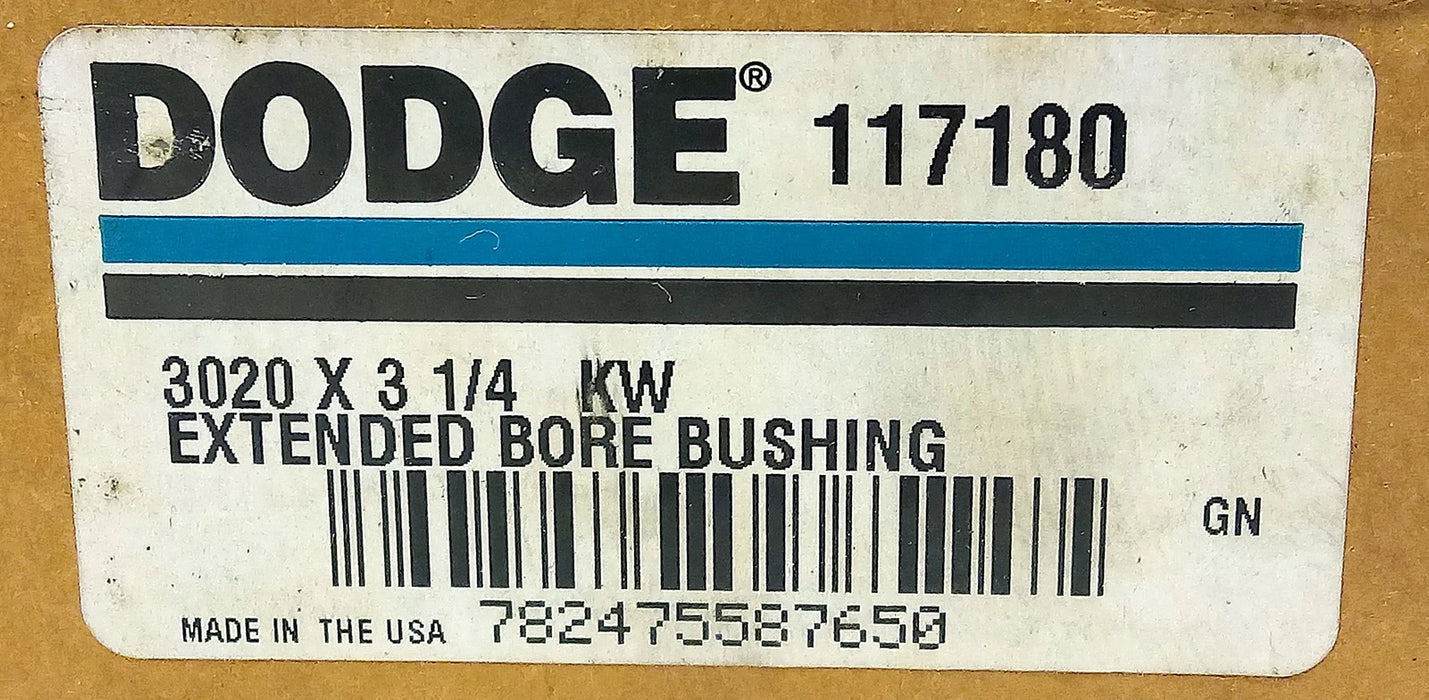 DODGE® 117180
3020 X 3 1/4 KW
EXTENDED BORE BUSHING
GN
MADE IN THE USA 782475587650